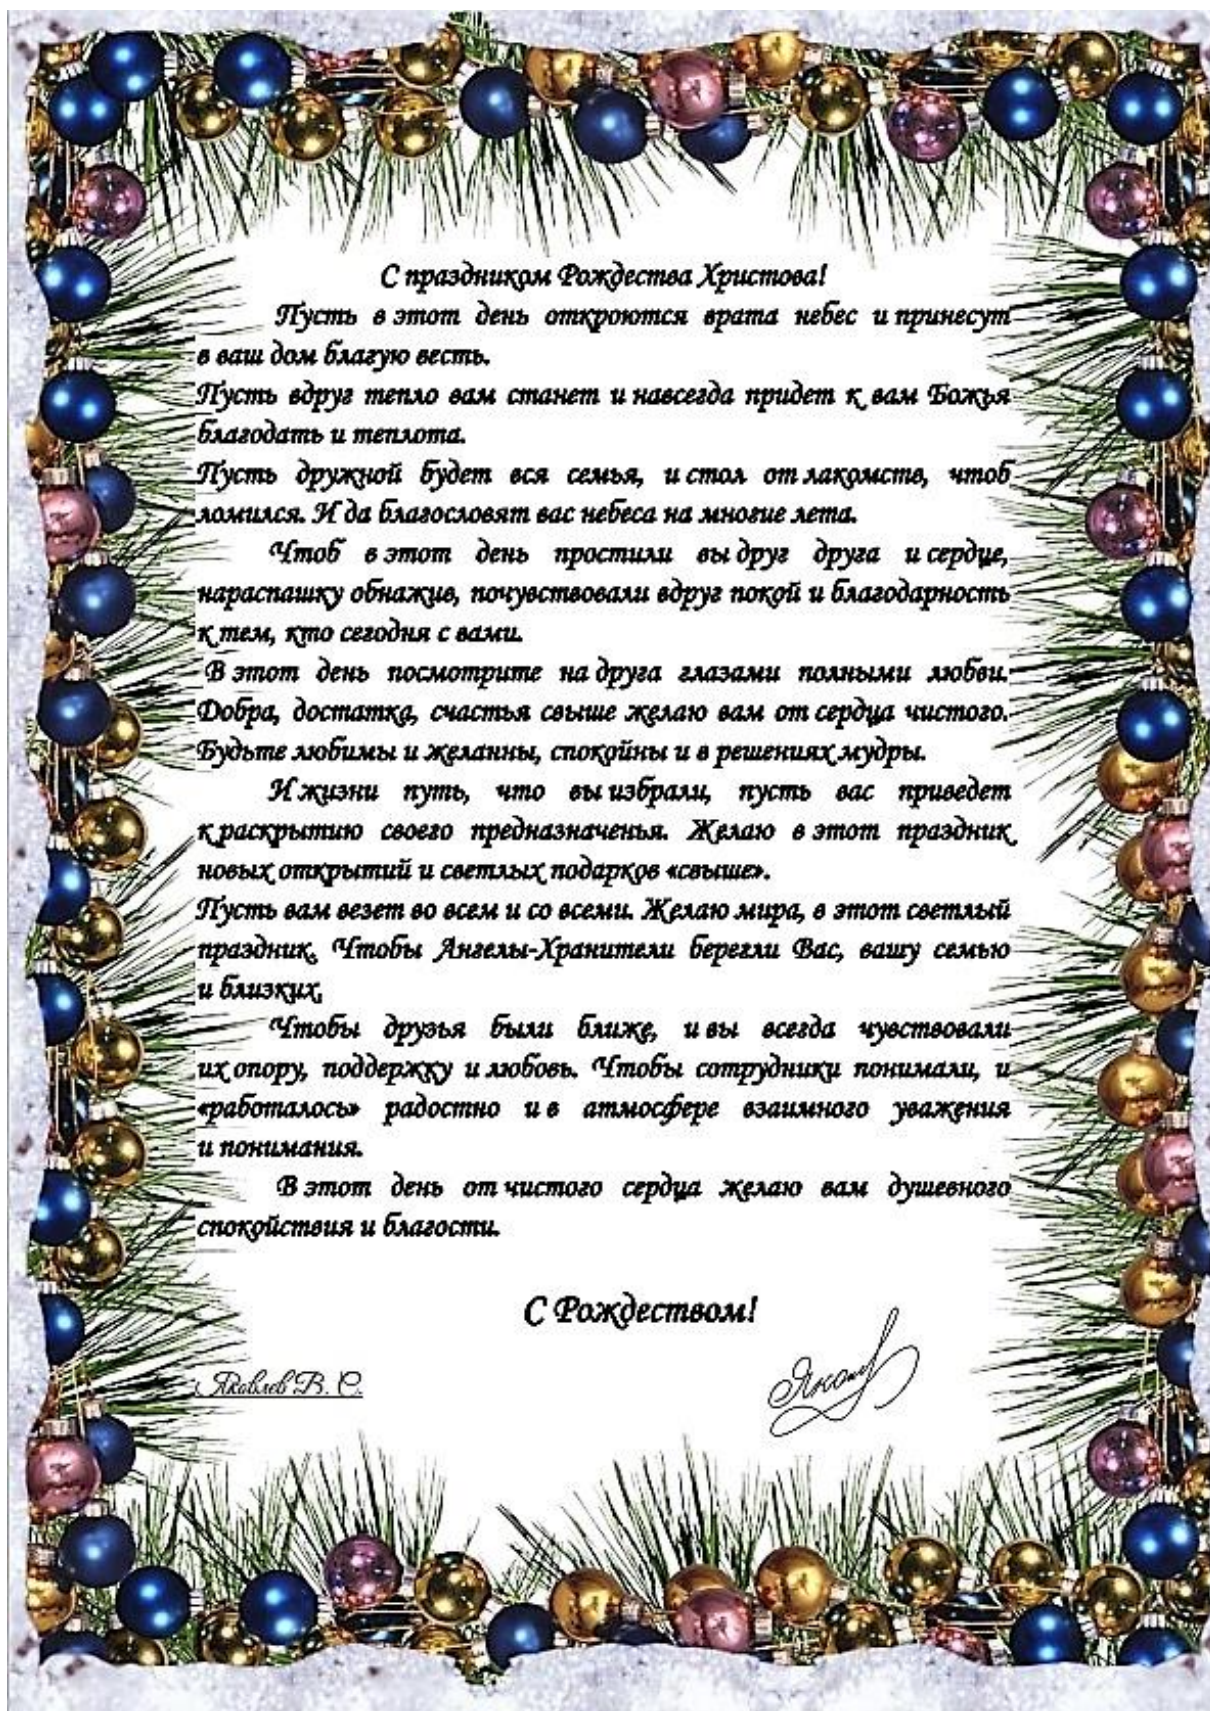 С праздником Рождества Христова!
Пусть в этот день откроются врата небес и принесут
в ваш дом благую весть.
Пусть вдруг тепло вам станет и навсегда придет к вам Божья
благодать и теплота.
Пусть дружной будет вся семья, и стол от лакомств, чтоб
ломился. И да благословят вас небеса на многие лета.
Чтоб в этот день простили вы друг друга и сердце,
нараспашку обнажив, почувствовали вдруг покой и благодарность
к тем, кто сегодня с вами.
В этот день посмотрите на друга глазами полными любви.
Добра, достатка, счастья свыше желаю вам от сердца чистого.
Будьте любимы и желанны, спокойны и в решениях мудры.
И жизни путь, что вы избрали, пусть вас приведет
к раскрытию своего предназначенья. Желаю в этот праздник
новых открытий и светлых подарков «свыше».
Пусть вам везет во всем и со всеми. Желаю мира, в этот светлый
праздник. Чтобы Ангелы-Хранители берегли Вас, вашу семью
и близких.
Чтобы друзья были ближе, и вы всегда чувствовали
их опору, поддержку и любовь. Чтобы сотрудники понимали, и
«работалось» радостно и в атмосфере взаимного уважения
и понимания.
В этот день от чистого сердца желаю вам душевного
спокойствия и благости.
С Рождеством!
Яковлев В. С.